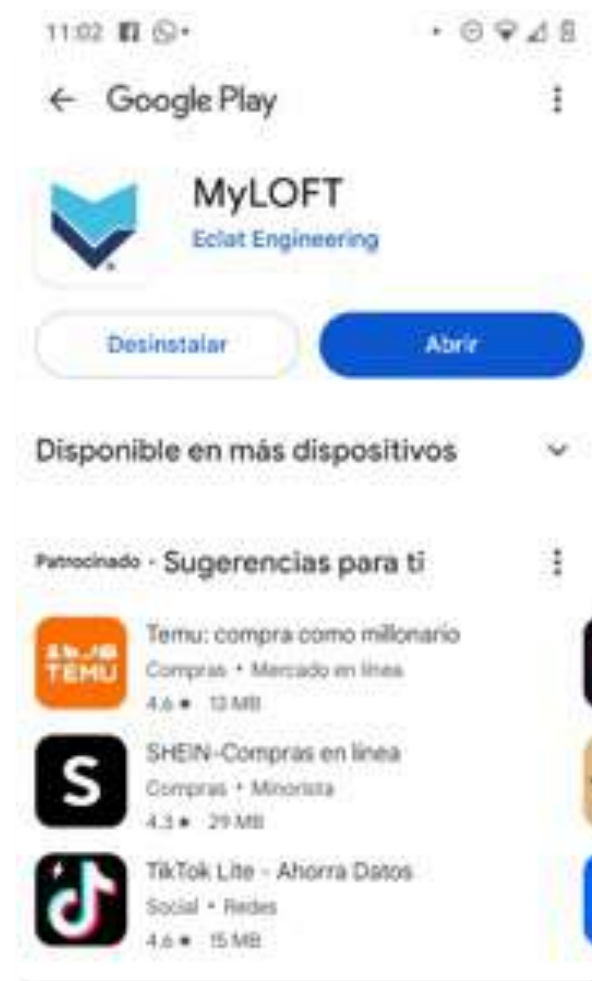 11:02
Google Play
MyLOFT
Eclat Engineering
Desinstalar
Abrir
Disponible en más dispositivos
Patrocinado · Sugerencias para ti
TEMU
Temu: compra como millonario
Compras • Mercado en línea
4.6 ★ 13 MB
S
SHEIN-Compras en línea
Compras • Minorista
4.3 ★ 29 MB
TikTok Lite - Ahorra Datos
Social • Redes
4.6 ★ 15 MB